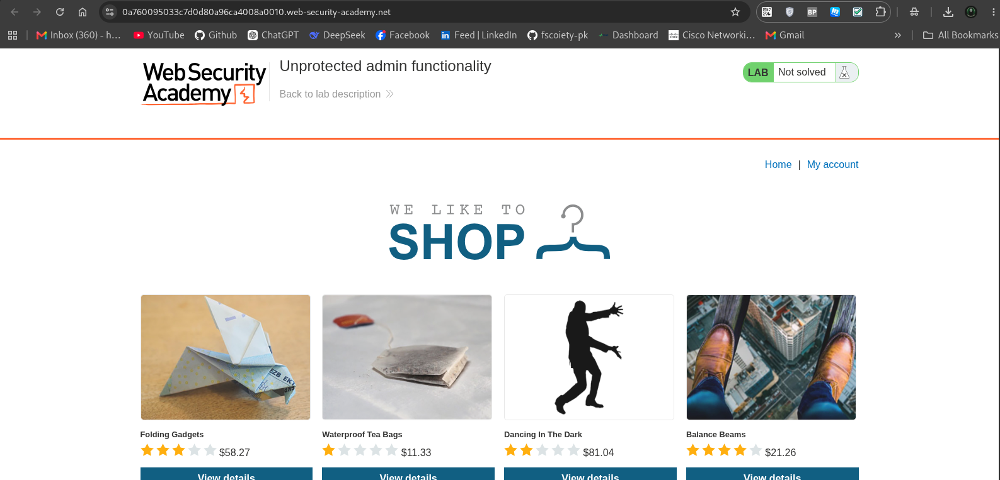 0a760095033c7d0d80a96ca4008a0010.web-security-academy.net
BP
Inbox (360) - h... YouTube Github ChatGPT DeepSeek Facebook Feed | LinkedIn fscoiety-pk Dashboard Cisco Networki... Gmail » All Bookmarks
Web Security
Academy
Unprotected admin functionality
Back to lab description
LAB Not solved
Home | My account
WE LIKE TO
SHOP
EZB EK
Folding Gadgets
$58.27
View details
Waterproof Tea Bags
$11.33
View details
Dancing In The Dark
$81.04
View details
Balance Beams
$21.26
View details